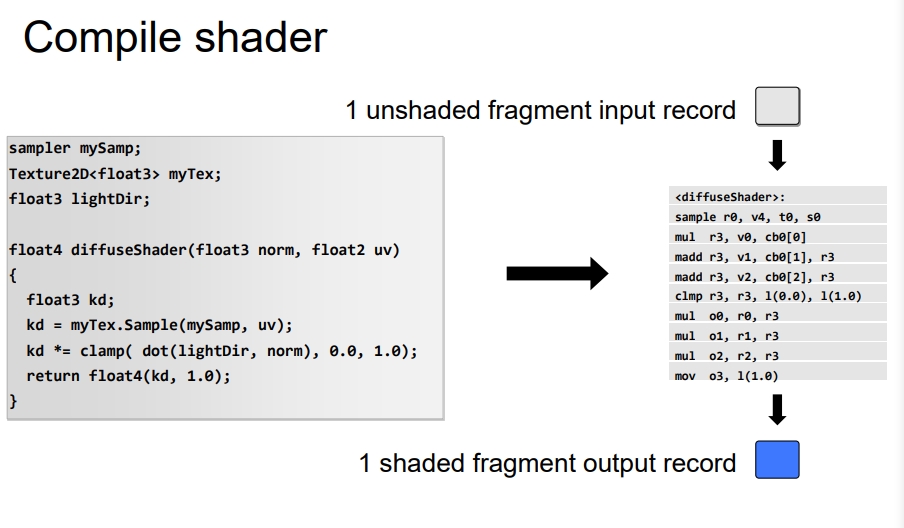 Compile shader
1 unshaded fragment input record
sampler mySamp;
Texture2D<float3> myTex;
float3 lightDir;
float4 diffuseShader(float3 norm, float2 uv)
{
float3 kd;
kd = myTex.Sample(mySamp, uv);
kd *= clamp( dot(lightDir, norm), 0.0, 1.0);
return float4(kd, 1.0);
}
<diffuseShader>:
sample r0, v4, t0, s0
mul r3, v0, cb0[0]
madd r3, v1, cb0[1], r3
madd r3, v2, cb0[2], r3
clmp r3, r3, l(0.0), l(1.0)
mul o0, r0, r3
mul o1, r1, r3
mul o2, r2, r3
mov o3, l(1.0)
1 shaded fragment output record